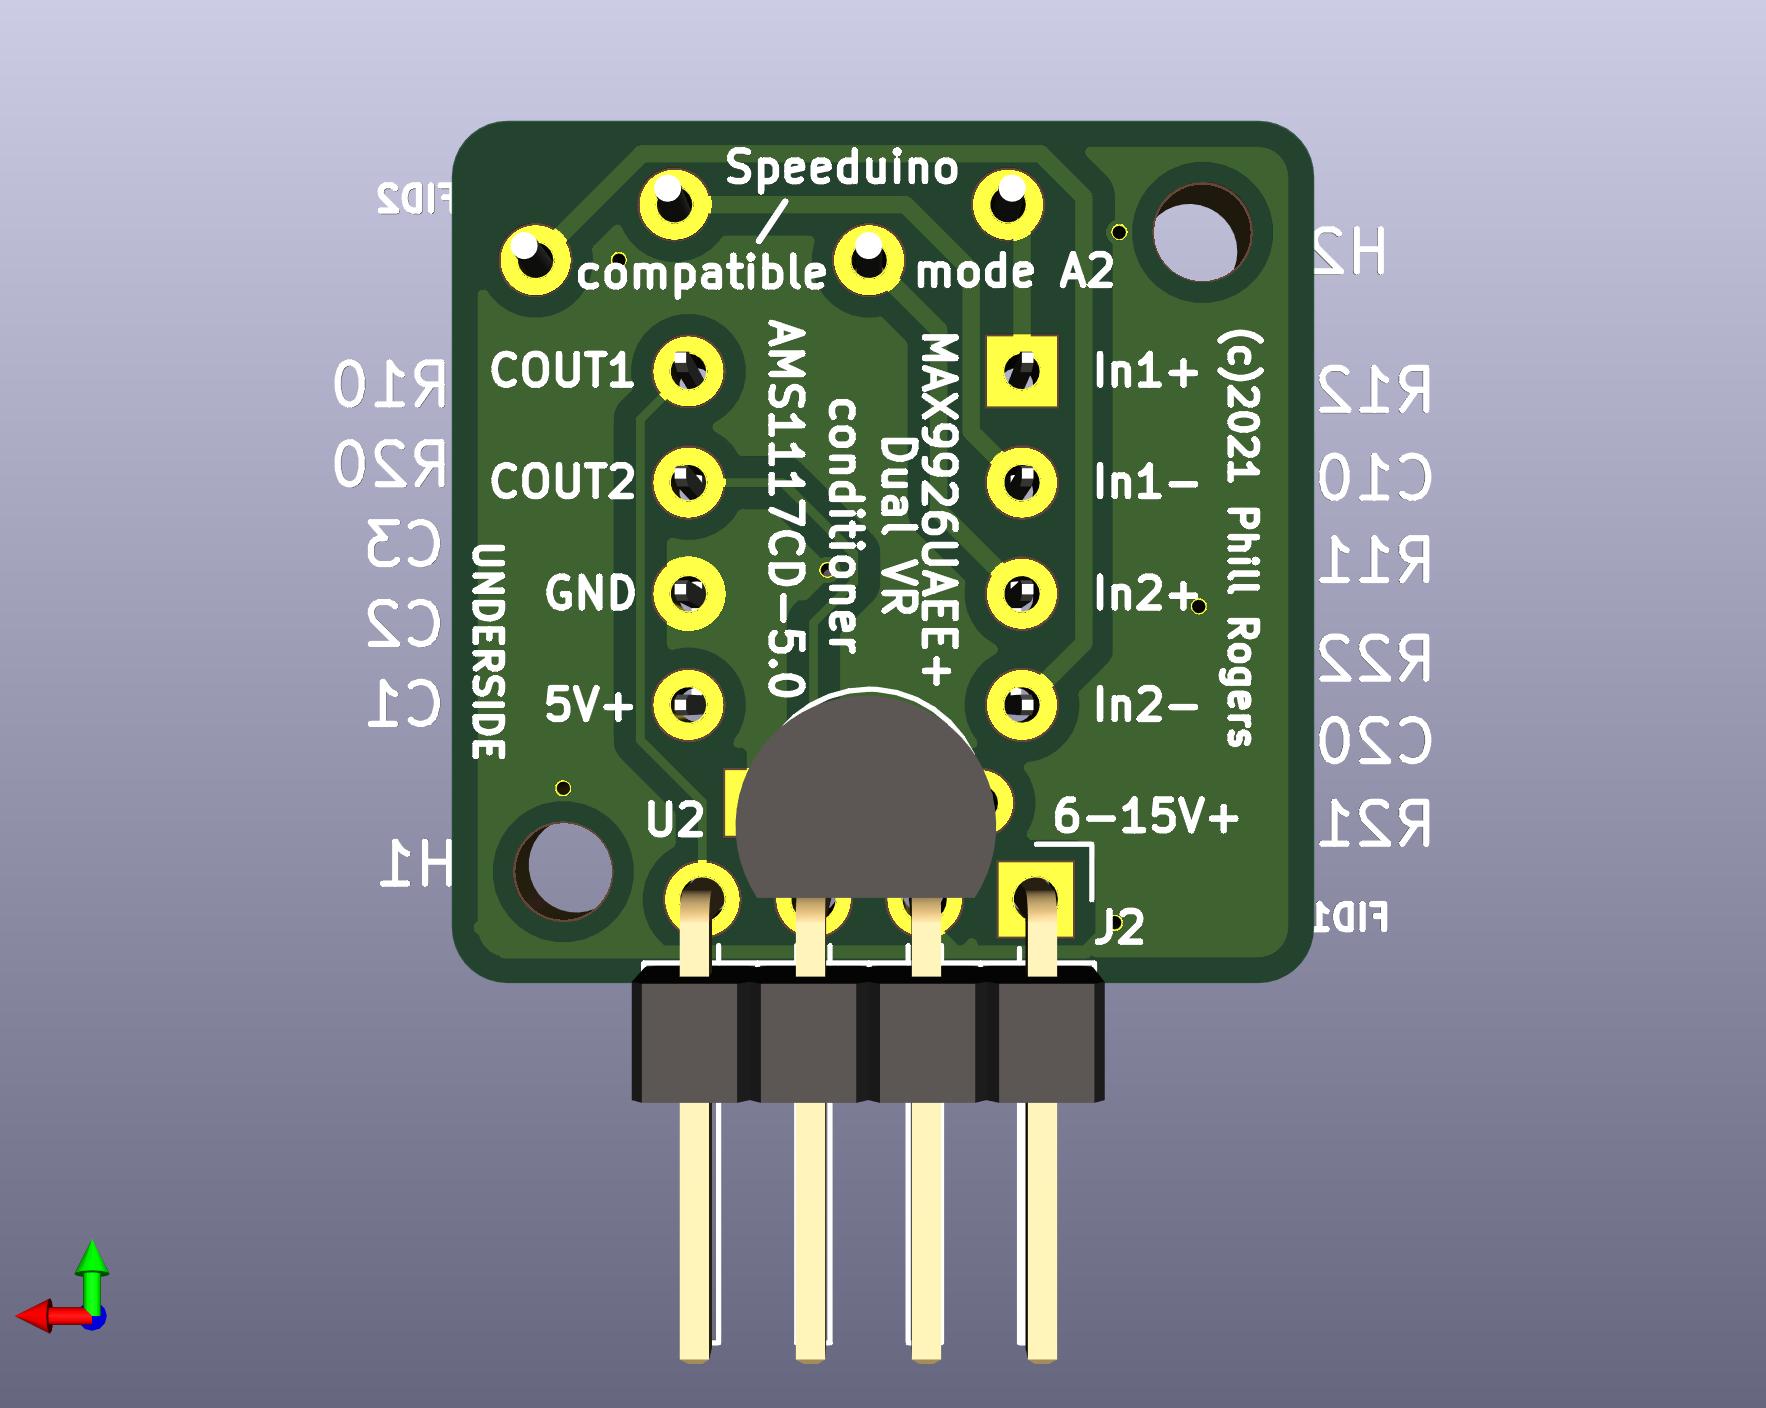 Speeduino
/
compatible mode A2
FID2
H2
COUT1
In1+
COUT2
In1-
GND
In2+
5V+
In2-
AMS1117CD-5.0
conditioner
Dual VR
MAX9926UAEE+
(c)2021 Phill Rogers
UNDERSIDE
R10
R20
C3
C2
C1
H1
R12
C10
R11
R22
C20
R21
FID1
U2
6-15V+
J2